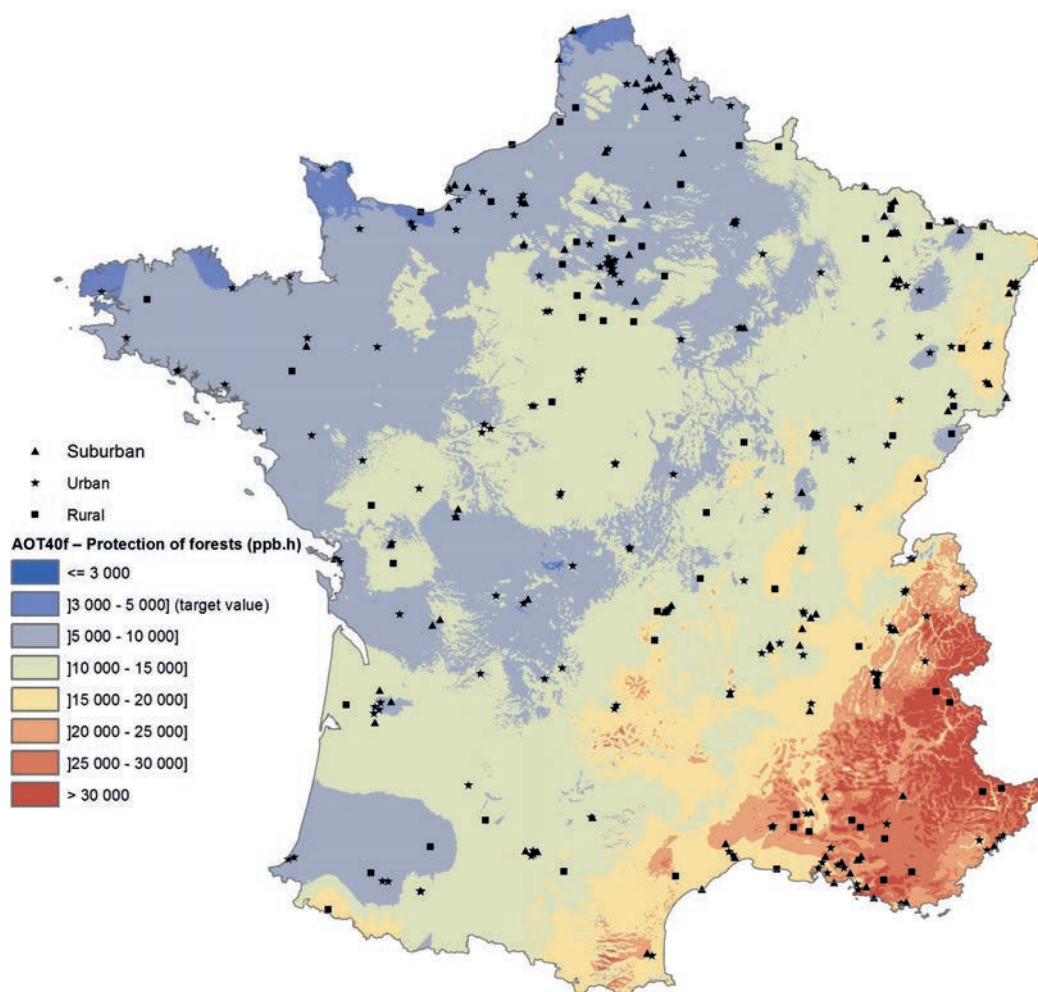 Suburban
Urban
Rural
AOT40f – Protection of forests (ppb.h)
<= 3 000
]3 000 - 5 000] (target value)
]5 000 - 10 000]
]10 000 - 15 000]
]15 000 - 20 000]
]20 000 - 25 000]
]25 000 - 30 000]
> 30 000